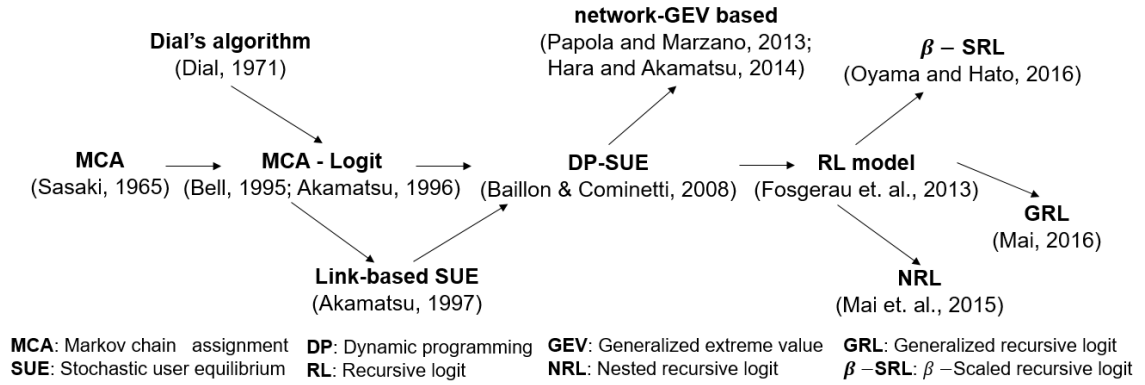 network-GEV based
(Papola and Marzano, 2013;
Hara and Akamatsu, 2014)
Dial's algorithm
(Dial, 1971)
β – SRL
(Oyama and Hato, 2016)
MCA
(Sasaki, 1965)
MCA - Logit
(Bell, 1995; Akamatsu, 1996)
DP-SUE
(Baillon & Cominetti, 2008)
RL model
(Fosgerau et. al., 2013)
GRL
(Mai, 2016)
Link-based SUE
(Akamatsu, 1997)
NRL
(Mai et. al., 2015)
MCA: Markov chain assignment
SUE: Stochastic user equilibrium
DP: Dynamic programming
RL: Recursive logit
GEV: Generalized extreme value
NRL: Nested recursive logit
GRL: Generalized recursive logit
β –SRL: β –Scaled recursive logit